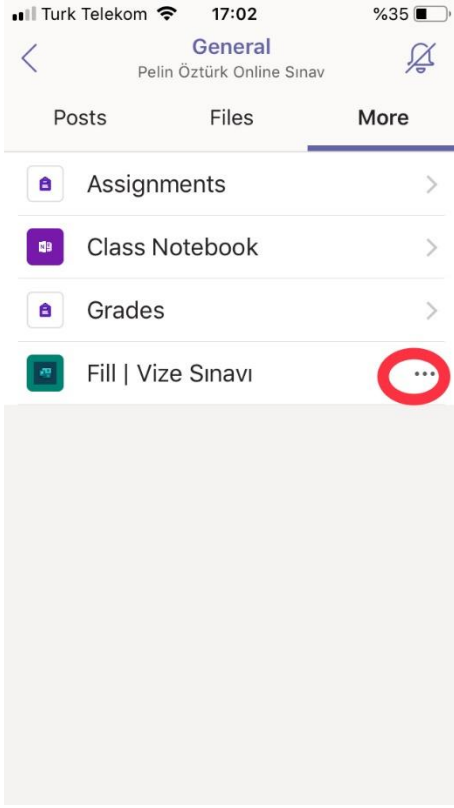 Turk Telekom 17:02 %35
General
Pelin Öztürk Online Sınav
Posts Files More
Assignments
Class Notebook
Grades
Fill | Vize Sınavı ...